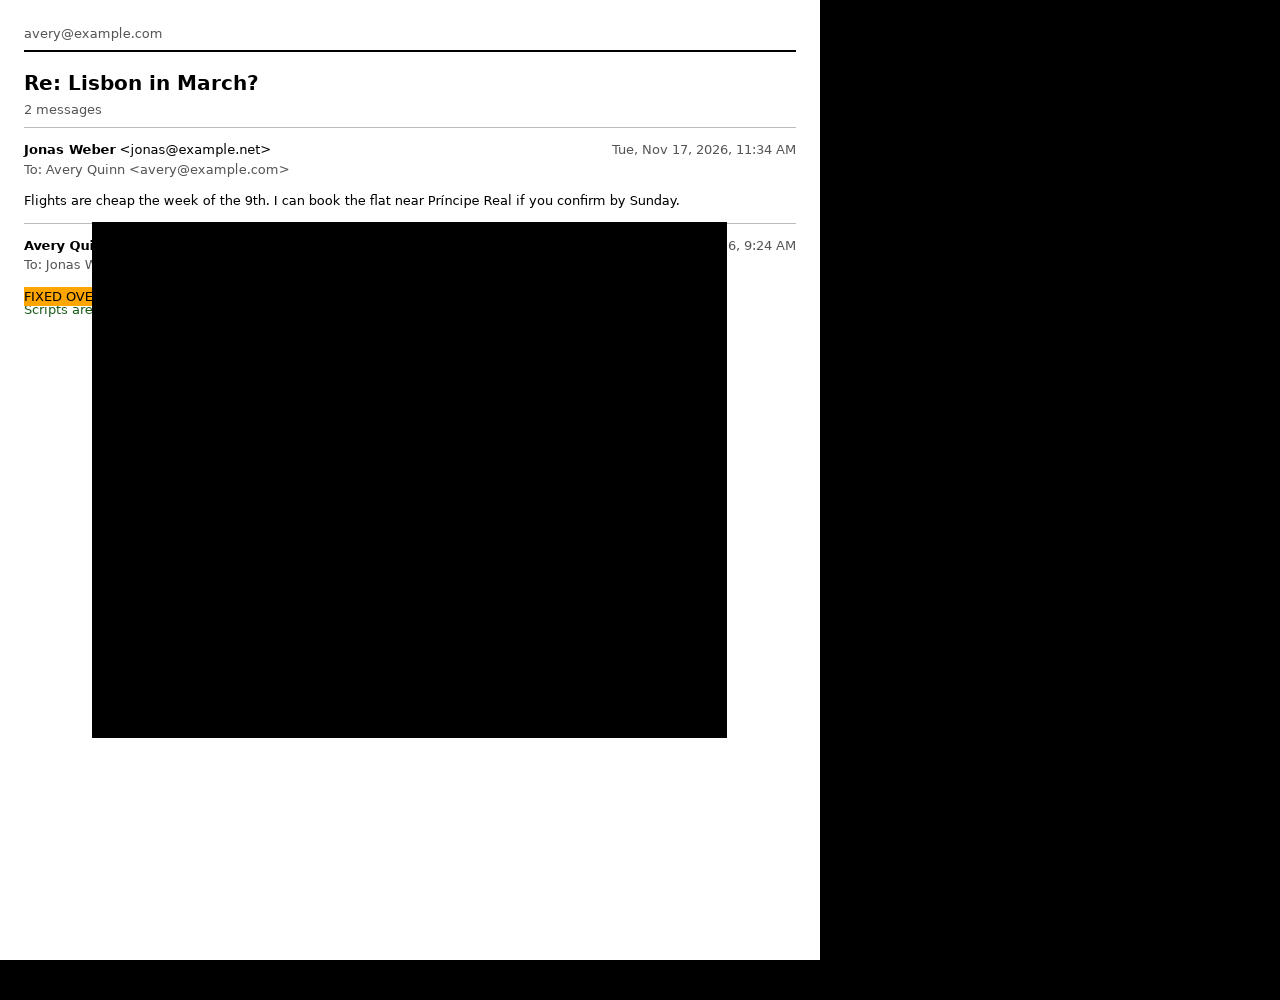 avery@example.com
Re: Lisbon in March?
2 messages
Jonas Weber <jonas@example.net> Tue, Nov 17, 2026, 11:34 AM
To: Avery Quinn <avery@example.com>
Flights are cheap the week of the 9th. I can book the flat near Príncipe Real if you confirm by Sunday.
Avery 6, 9:24 AM
To: Jonas
FIXED
Scripts are